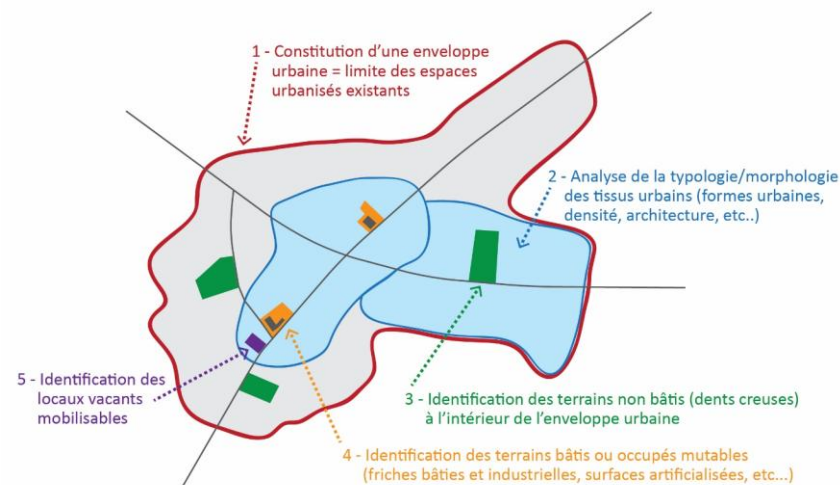 1 - Constitution d’une enveloppe
urbaine = limite des espaces
urbanisés existants
2 - Analyse de la typologie/morphologie
des tissus urbains (formes urbaines,
densité, architecture, etc..)
3 - Identification des terrains non bâtis (dents creuses)
à l’intérieur de l’enveloppe urbaine
5 - Identification des
locaux vacants
mobilisables
4 - Identification des terrains bâtis ou occupés mutables
(friches bâties et industrielles, surfaces artificialisées, etc...)